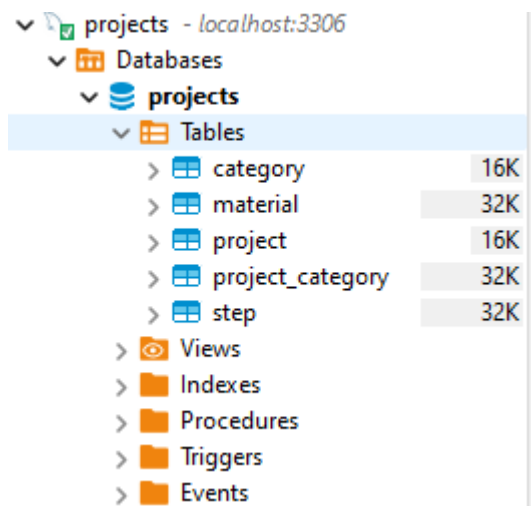 projects - localhost:3306
Databases
projects
Tables
category 16K
material 32K
project 16K
project_category 32K
step 32K
Views
Indexes
Procedures
Triggers
Events